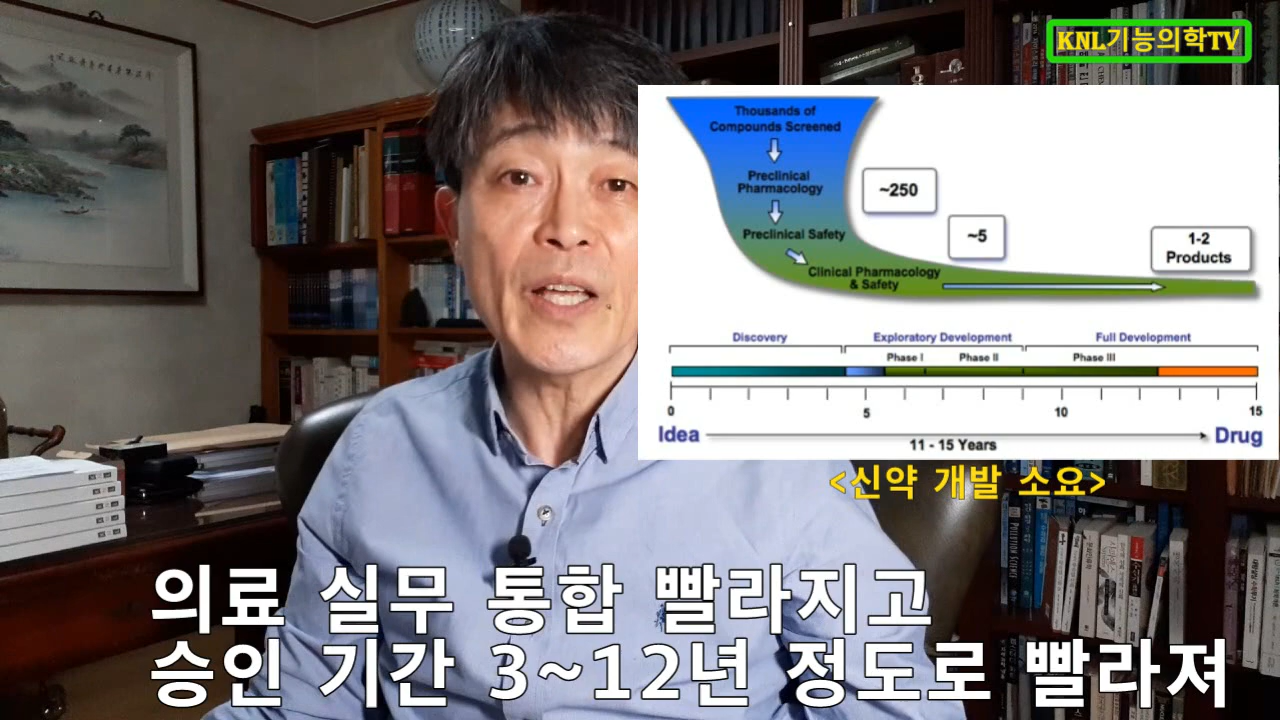 KNL기능의학TV
Thousands of
Compounds Screened
Preclinical
Pharmacology
Preclinical Safety
Clinical Pharmacology
& Safety
~250
~5
1-2
Products
Discovery
Exploratory Development
Full Development
Phase I
Phase II
Phase III
0
5
10
15
Idea
11 - 15 Years
Drug
<신약 개발 소요>
POLLUTION SCIENCE
의료 실무 통합 빨라지고
승인 기간 3~12년 정도로 빨라져